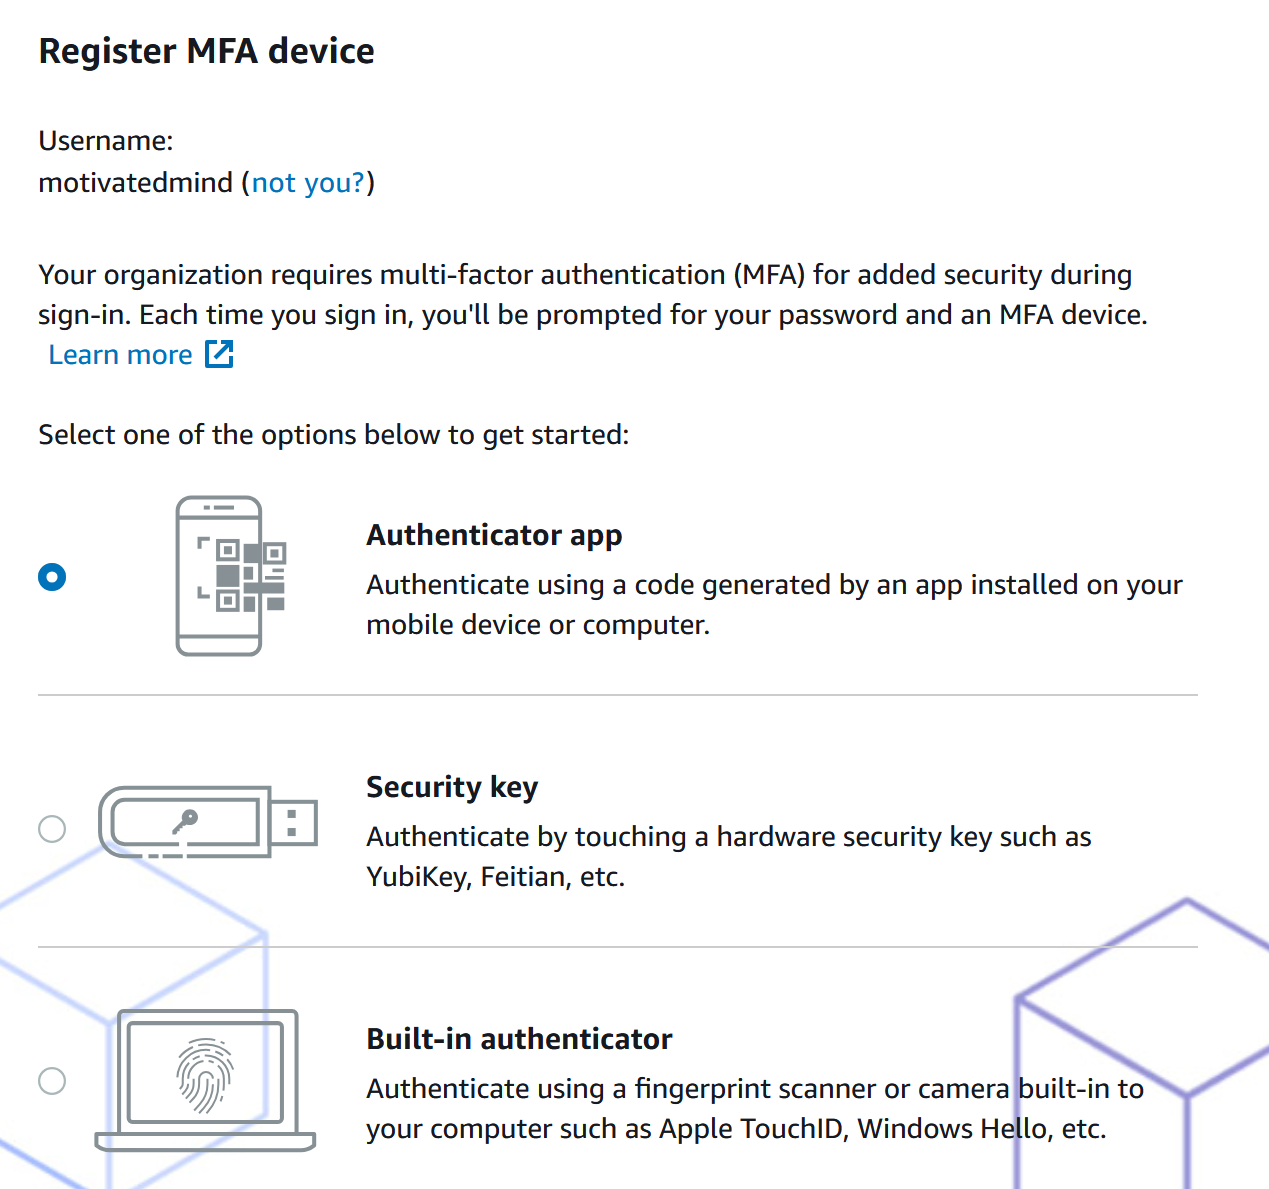 Register MFA device
Username:
motivatedmind (not you?)
Your organization requires multi-factor authentication (MFA) for added security during
sign-in. Each time you sign in, you'll be prompted for your password and an MFA device.
Learn more
Select one of the options below to get started:
Authenticator app
Authenticate using a code generated by an app installed on your
mobile device or computer.
Security key
Authenticate by touching a hardware security key such as
YubiKey, Feitian, etc.
Built-in authenticator
Authenticate using a fingerprint scanner or camera built-in to
your computer such as Apple TouchID, Windows Hello, etc.